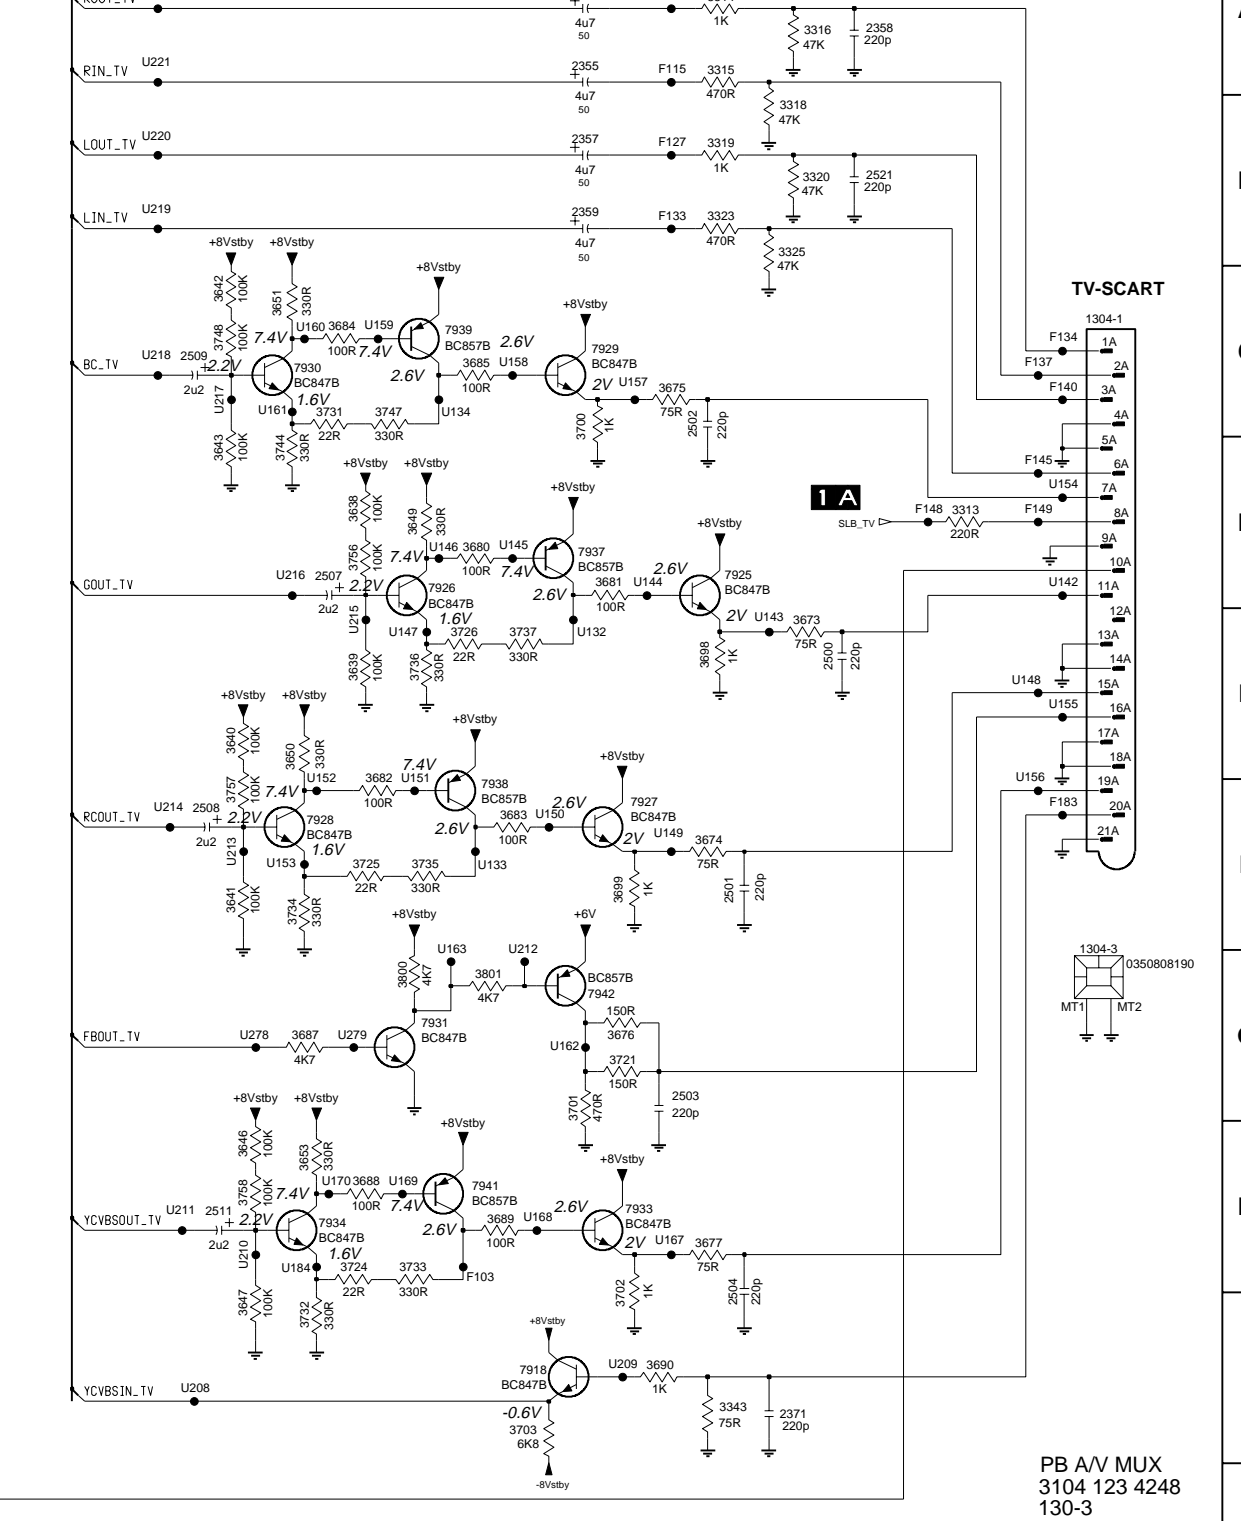 4u7
50
1K
3316
47K
2358
220p
RIN_TV
U221
2355
+
4u7
50
F115
3315
470R
3318
47K
LOUT_TV
U220
2357
+
4u7
50
F127
3319
1K
3320
47K
2521
220p
LIN_TV
U219
2359
+
4u7
50
F133
3323
470R
3325
47K
TV-SCART
1304-1
+8Vstby
+8Vstby
+8Vstby
+8Vstby
3642
100K
3651
330R
3748
100K
7.4V
U160
3684
100R
U159
7.4V
7939
BC857B
2.6V
2.6V
3685
100R
U158
7929
BC847B
BC_TV
U218
2509
+
2.2V
2u2
7930
BC847B
1.6V
U217
U161
3731
22R
3747
330R
U134
3643
100K
3744
330R
2V
U157
3675
75R
3700
1K
2502
220p
F134
1A
F137
2A
F140
3A
4A
5A
F145
6A
U154
7A
1 A
SLB_TV
F148
3313
220R
F149
8A
9A
10A
U142
11A
12A
13A
14A
U148
15A
U155
16A
17A
18A
U156
19A
F183
20A
21A
+8Vstby
+8Vstby
+8Vstby
+8Vstby
3638
100K
3649
330R
3756
100K
7.4V
U146
3680
100R
U145
7.4V
7937
BC857B
2.6V
3681
100R
U144
2.6V
7925
BC847B
GOUT_TV
U216
2507
+
2.2V
2u2
7926
BC847B
1.6V
U215
U147
3726
22R
3737
330R
U132
3639
100K
3736
330R
2V
U143
3673
75R
3698
1K
2500
220p
+8Vstby
+8Vstby
+8Vstby
+8Vstby
3640
100K
3650
330R
3757
100K
7.4V
U152
3682
100R
U151
7.4V
7938
BC857B
2.6V
3683
100R
U150
2.6V
7927
BC847B
RCOUT_TV
U214
2508
+
2.2V
2u2
7928
BC847B
1.6V
U213
U153
3725
22R
3735
330R
U133
3641
100K
3734
330R
2V
U149
3674
75R
3699
1K
2501
220p
+8Vstby
+6V
3800
4K7
U163
3801
4K7
U212
BC857B
7942
FBOUT_TV
U278
3687
4K7
U279
7931
BC847B
150R
3676
U162
3721
150R
3701
470R
2503
220p
1304-3
0350808190
MT1
MT2
+8Vstby
+8Vstby
+8Vstby
+8Vstby
3646
100K
3653
330R
3758
100K
7.4V
U170
3688
100R
U169
7.4V
7941
BC857B
2.6V
3689
100R
U168
2.6V
7933
BC847B
YCVBSOUT_TV
U211
2511
+
2.2V
2u2
7934
BC847B
1.6V
U210
U184
3724
22R
3733
330R
F103
3647
100K
3732
330R
2V
U167
3677
75R
3702
1K
2504
220p
+8Vstby
7918
BC847B
U209
3690
1K
3343
75R
2371
220p
YCVBSIN_TV
U208
-0.6V
3703
6K8
-8Vstby
PB A/V MUX
3104 123 4248
130-3